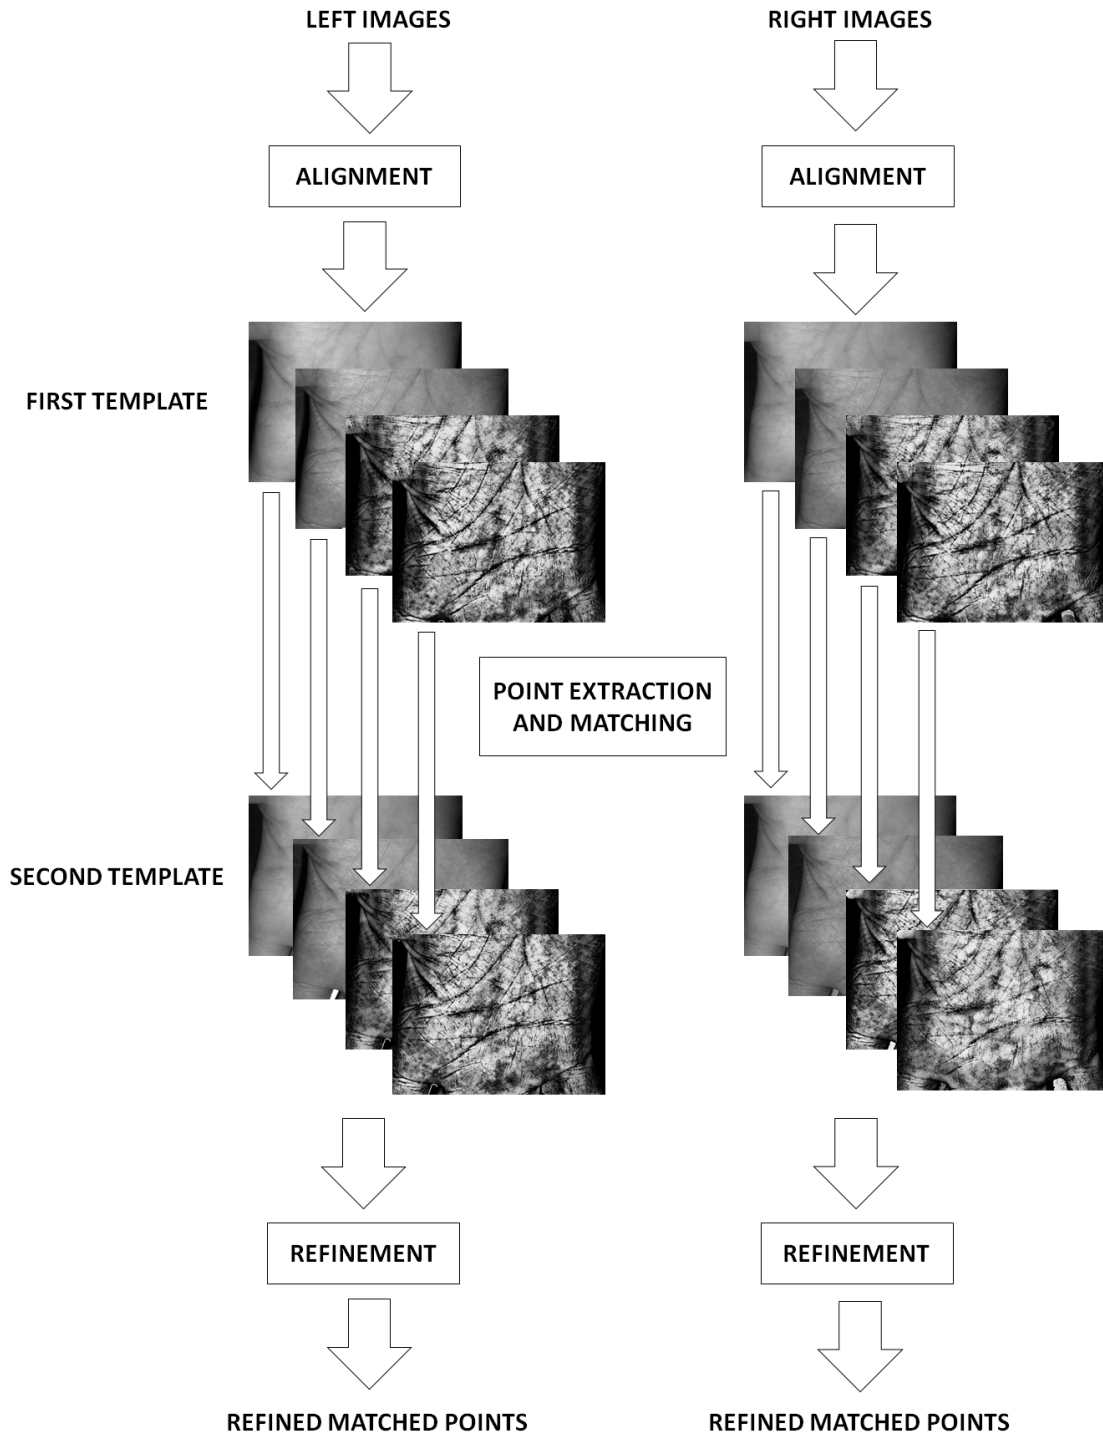 LEFT IMAGES
RIGHT IMAGES
ALIGNMENT
ALIGNMENT
FIRST TEMPLATE
POINT EXTRACTION
AND MATCHING
SECOND TEMPLATE
REFINEMENT
REFINEMENT
REFINED MATCHED POINTS
REFINED MATCHED POINTS